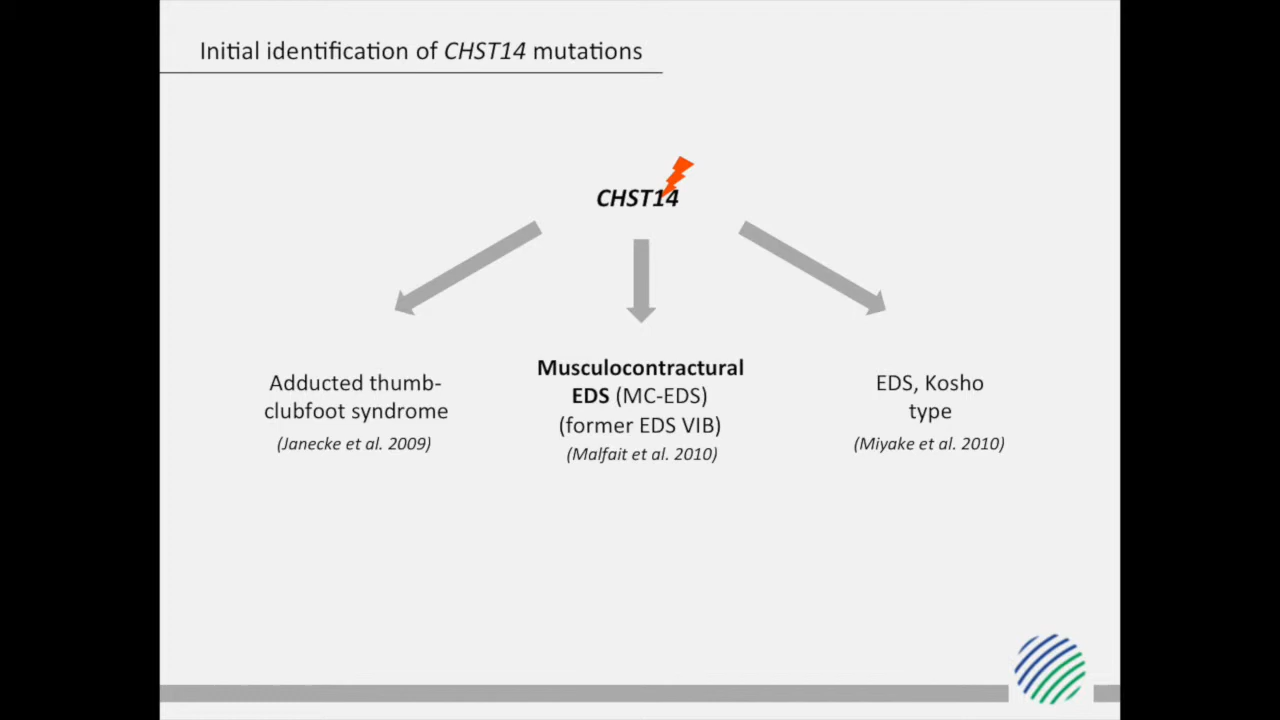 Initial identification of CHST14 mutations
CHST14
Adducted thumb-
clubfoot syndrome
(Janecke et al. 2009)
Musculocontractural
EDS (MC-EDS)
(former EDS VIB)
(Malfait et al. 2010)
EDS, Kosho
type
(Miyake et al. 2010)